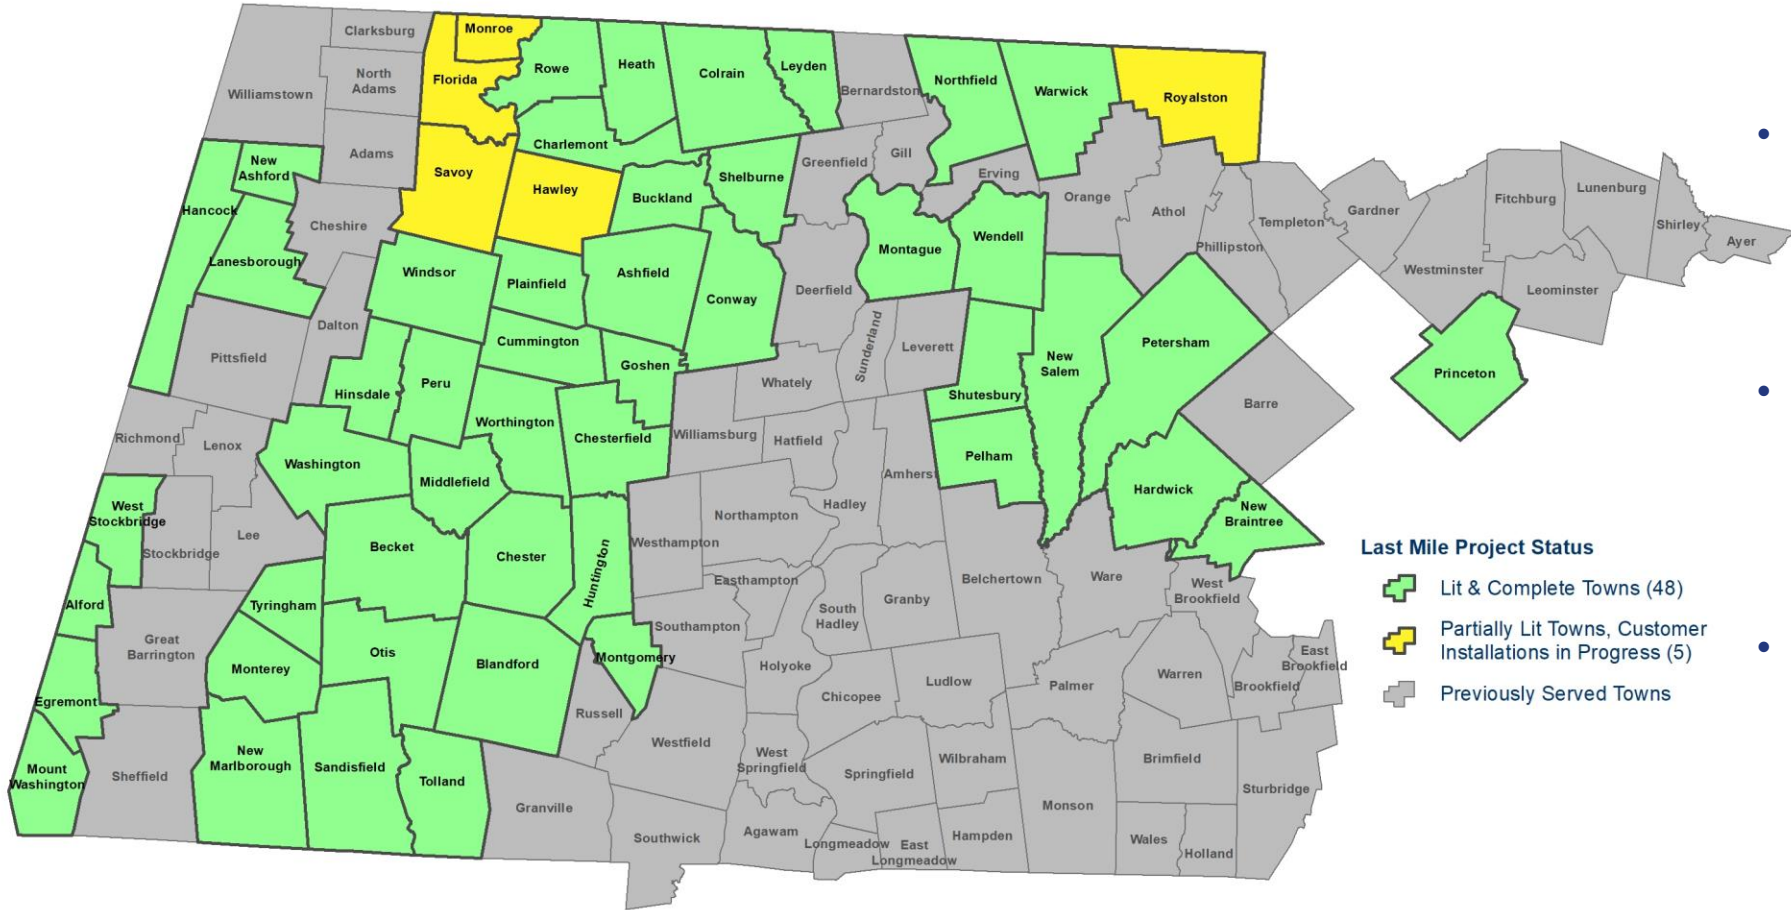 Clarksburg
Monroe
North
Adams
Florida
Rowe
Heath
Colrain
Leyden
Bernardston
Northfield
Warwick
Royalston
Williamstown
Adams
Charlemont
Greenfield
Gill
Erving
New
Ashford
Savoy
Hawley
Buckland
Shelburne
Orange
Athol
Templeton
Gardner
Fitchburg
Lunenburg
Shirley
Ayer
Hancock
Cheshire
Lanesborough
Windsor
Plainfield
Ashfield
Conway
Deerfield
Montague
Wendell
Phillipston
Westminster
Leominster
Dalton
Pittsfield
Cummington
Goshen
Whately
Sunderland
Leverett
New
Salem
Petersham
Princeton
Hinsdale
Peru
Worthington
Chesterfield
Williamsburg
Hatfield
Shutesbury
Barre
Richmond
Lenox
Washington
Middlefield
Amherst
Pelham
Hadley
Hardwick
New
Braintree
West
Stockbridge
Stockbridge
Lee
Becket
Chester
Huntington
Westhampton
Northampton
Easthampton
Belchertown
Ware
West
Brookfield
Alford
Tyringham
Great
Barrington
Monterey
Otis
Blandford
Montgomery
Southampton
Holyoke
South
Hadley
Granby
Chicopee
Ludlow
Palmer
Warren
Brookfield
East
Brookfield
Egremont
Russell
Westfield
West
Springfield
Springfield
Wilbraham
Brimfield
Sturbridge
Mount
Washington
Sheffield
New
Marlborough
Sandisfield
Tolland
Granville
Southwick
Agawam
Longmeadow
East
Longmeadow
Hampden
Monson
Wales
Holland
Last Mile Project Status
Lit & Complete Towns (48)
Partially Lit Towns, Customer
Installations in Progress (5)
Previously Served Towns